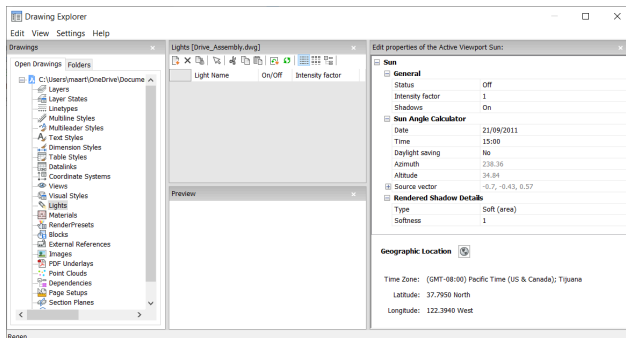 Drawing Explorer
Edit View Settings Help
Drawings
Open Drawings Folders
C:\Users\maart\OneDrive\Docume
Layers
Layer States
Linetypes
Multiline Styles
Multileader Styles
Text Styles
Dimension Styles
Table Styles
Datalinks
Coordinate Systems
Views
Visual Styles
Lights
Materials
RenderPresets
Blocks
External References
Images
PDF Underlays
Point Clouds
Dependencies
Page Setups
Section Planes
Lights [Drive_Assembly.dwg]
Light Name On/Off Intensity factor
Preview
Edit properties of the Active Viewport Sun:
Sun
General
Status Off
Intensity factor 1
Shadows On
Sun Angle Calculator
Date 21/09/2011
Time 15:00
Daylight saving No
Azimuth 238.36
Altitude 34.84
Source vector -0.7, -0.43, 0.57
Rendered Shadow Details
Type Soft (area)
Softness 1
Geographic Location
Time Zone: (GMT-08:00) Pacific Time (US & Canada); Tijuana
Latitude: 37.7950 North
Longitude: 122.3940 West
Regen